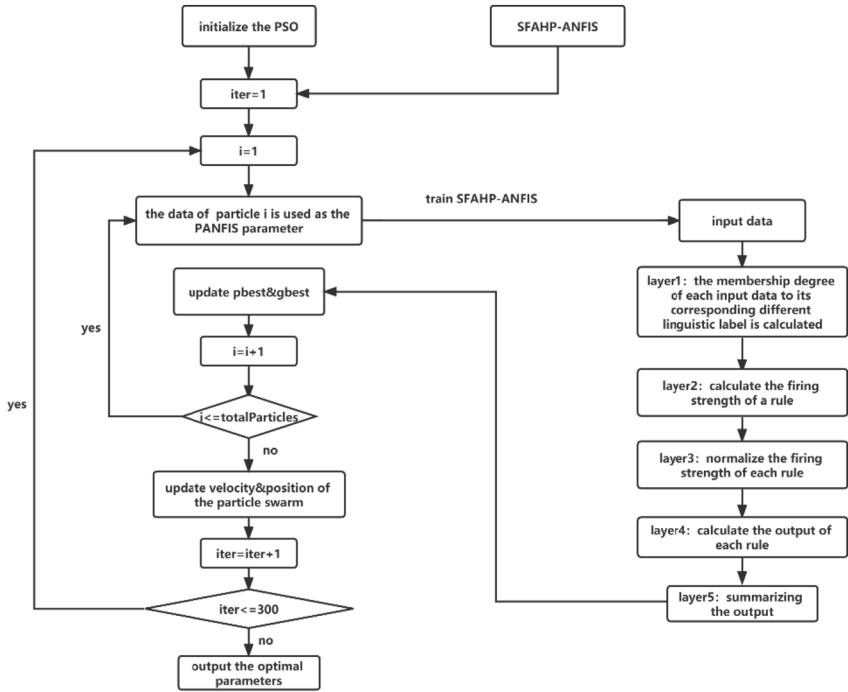 initialize the PSO
SFAHP-ANFIS
iter=1
i=1
the data of particle i is used as the
PANFIS parameter
train SFAHP-ANFIS
input data
layer1: the membership degree
of each input data to its
corresponding different
linguistic label is calculated
update pbest&gbest
yes
i=i+1
layer2: calculate the firing
strength of a rule
yes
i<=totalParticles
no
layer3: normalize the firing
strength of each rule
update velocity&position of
the particle swarm
layer4: calculate the output of
each rule
iter=iter+1
layer5: summarizing
the output
iter<=300
no
output the optimal
parameters